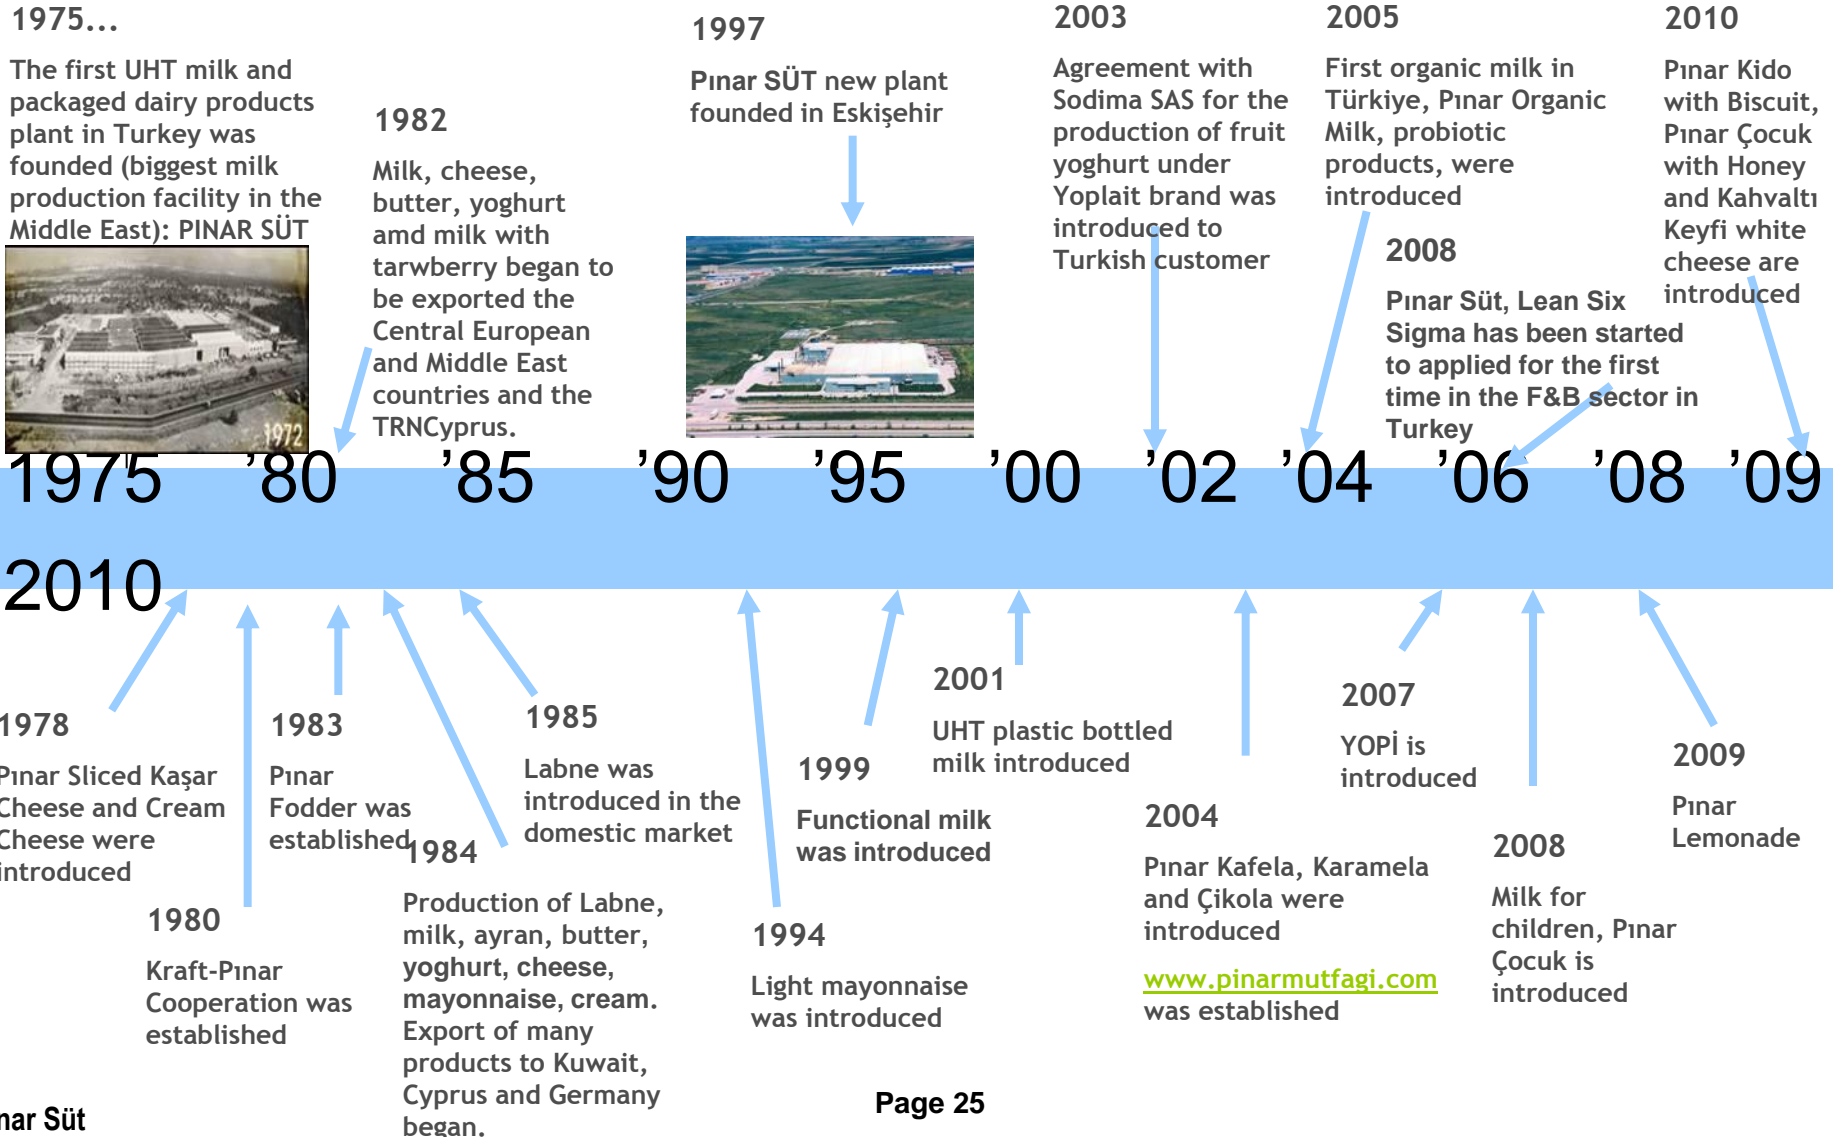 1975...
The first UHT milk and
packaged dairy products
plant in Turkey was
founded (biggest milk
production facility in the
Middle East): PINAR SÜT
1972
1982
Milk, cheese,
butter, yoghurt
amd milk with
tarwberry began to
be exported the
Central European
and Middle East
countries and the
TRNCyprus.
1997
Pınar SÜT new plant
founded in Eskişehir
2003
Agreement with
Sodima SAS for the
production of fruit
yoghurt under
Yoplait brand was
introduced to
Turkish customer
2005
First organic milk in
Türkiye, Pınar Organic
Milk, probiotic
products, were
introduced
2008
Pınar Süt, Lean Six
Sigma has been started
to applied for the first
time in the F&B sector in
Turkey
2010
Pınar Kido
with Biscuit,
Pınar Çocuk
with Honey
and Kahvaltı
Keyfi white
cheese are
introduced
1975 ’80 ’85 ’90 ’95 ’00 ’02 ’04 ’06 ’08 ’09
2010
1978
Pınar Sliced Kaşar
Cheese and Cream
Cheese were
introduced
1980
Kraft-Pınar
Cooperation was
established
1983
Pınar
Fodder was
established
1984
Production of Labne,
milk, ayran, butter,
yoghurt, cheese,
mayonnaise, cream.
Export of many
products to Kuwait,
Cyprus and Germany
began.
1985
Labne was
introduced in the
domestic market
1994
Light mayonnaise
was introduced
1999
Functional milk
was introduced
2001
UHT plastic bottled
milk introduced
2004
Pınar Kafela, Karamela
and Çikola were
introduced
www.pinarmutfagi.com
was established
2007
YOPİ is
introduced
2008
Milk for
children, Pınar
Çocuk is
introduced
2009
Pınar
Lemonade
nar Süt
Page 25